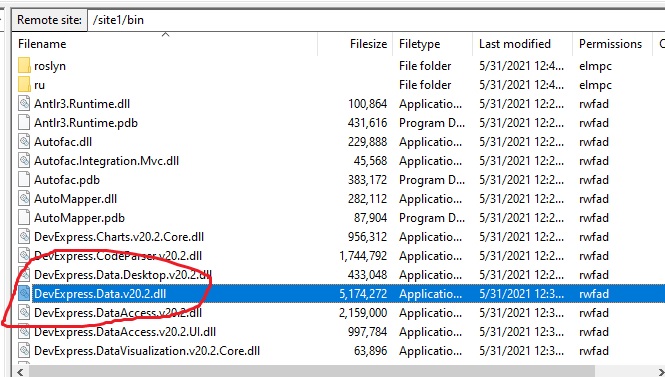 Remote site: /site1/bin
Filename Filesize Filetype Last modified Permissions Ow
roslyn File folder 5/31/2021 12:4... elmpc
ru File folder 5/31/2021 12:4... elmpc
Antlr3.Runtime.dll 100,864 Applicatio... 5/31/2021 12:2... rwfad
Antlr3.Runtime.pdb 431,616 Program D... 5/31/2021 12:2... rwfad
Autofac.dll 229,888 Applicatio... 5/31/2021 12:2... rwfad
Autofac.Integration.Mvc.dll 45,568 Applicatio... 5/31/2021 12:2... rwfad
Autofac.pdb 383,172 Program D... 5/31/2021 12:2... rwfad
AutoMapper.dll 282,112 Applicatio... 5/31/2021 12:2... rwfad
AutoMapper.pdb 87,904 Program D... 5/31/2021 12:2... rwfad
DevExpress.Charts.v20.2.Core.dll 956,312 Applicatio... 5/31/2021 12:2... rwfad
DevExpress.CodeParser.v20.2.dll 1,744,792 Applicatio... 5/31/2021 12:2... rwfad
DevExpress.Data.Desktop.v20.2.dll 433,048 Applicatio... 5/31/2021 12:2... rwfad
DevExpress.Data.v20.2.dll 5,174,272 Applicatio... 5/31/2021 12:3... rwfad
DevExpress.DataAccess.v20.2.dll 2,159,000 Applicatio... 5/31/2021 12:3... rwfad
DevExpress.DataAccess.v20.2.UI.dll 997,784 Applicatio... 5/31/2021 12:3... rwfad
DevExpress.DataVisualization.v20.2.Core.dll 63,896 Applicatio... 5/31/2021 12:3... rwfad